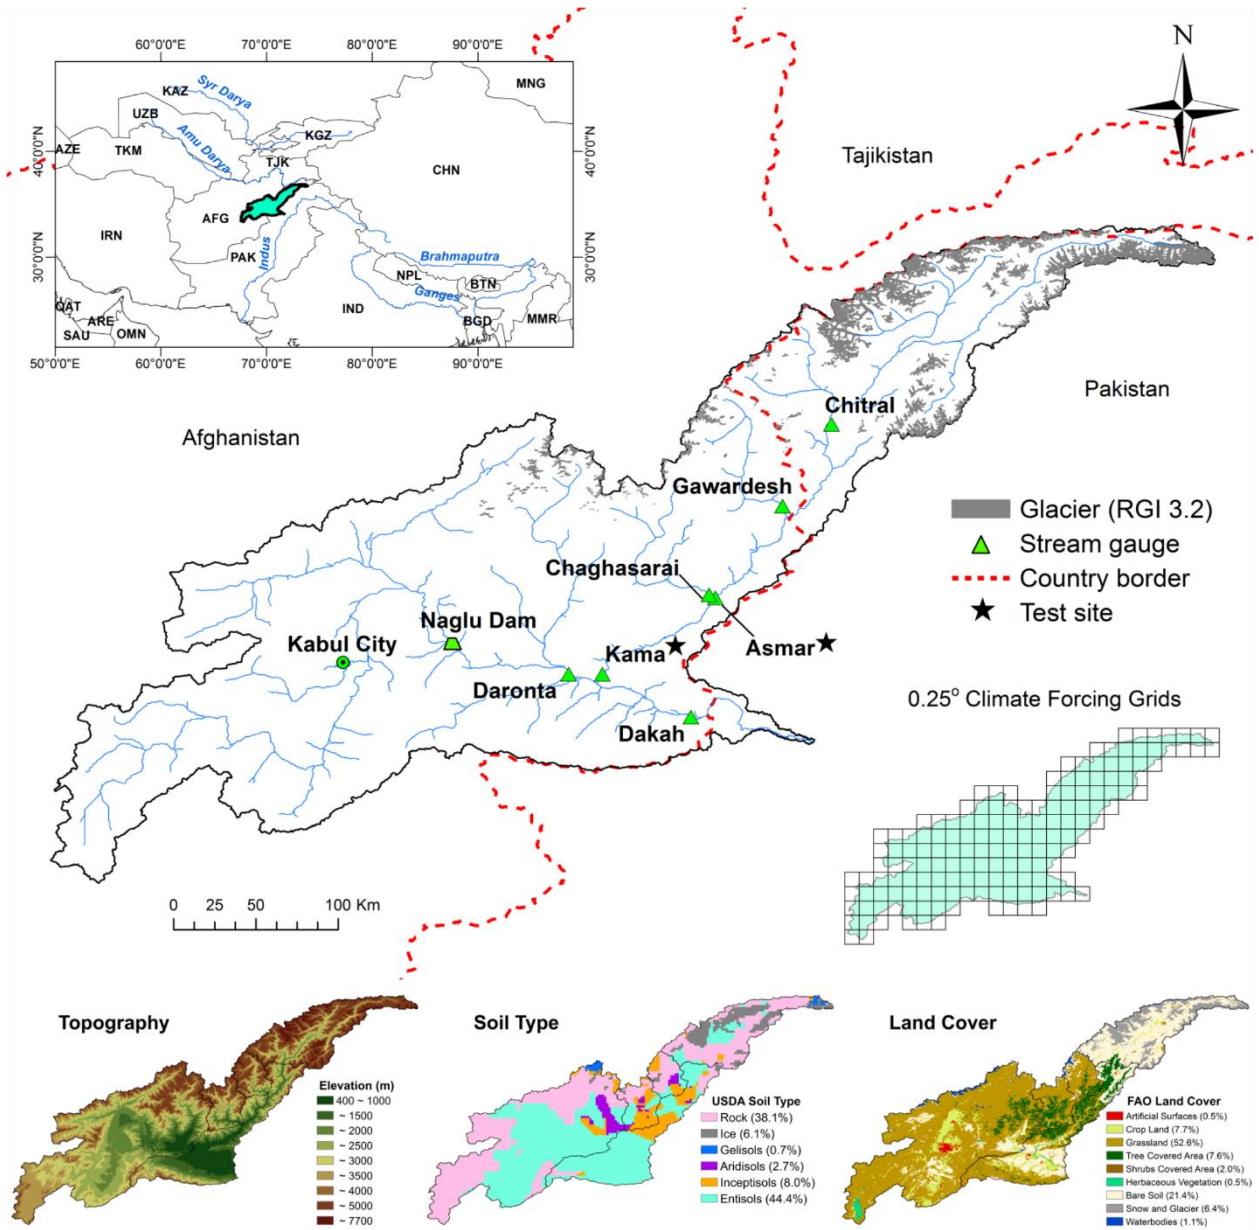 60°0'0"E
70°0'0"E
80°0'0"E
90°0'0"E
N
MNG
KAZ
Syr Darya
UZB
KGZ
40°0'0"N
AZE
TKM
Amu Darya
TJK
CHN
40°0'0"N
Tajikistan
AFG
IRN
30°0'0"N
PAK
Indus
Brahmaputra
NPL
BTN
Ganges
30°0'0"N
QAT
ARE
SAU
OMN
IND
BGD
MMR
50°0'0"E
60°0'0"E
70°0'0"E
80°0'0"E
90°0'0"E
Pakistan
Chitral
Afghanistan
Gawardesh
Glacier (RGI 3.2)
Stream gauge
Country border
Test site
Chaghasarai
Naglu Dam
Kabul City
Kama
Asmar
Daronta
Dakah
0.25° Climate Forcing Grids
0 25 50 100 Km
Topography
Elevation (m)
400 ~ 1000
~ 1500
~ 2000
~ 2500
~ 3000
~ 3500
~ 4000
~ 5000
~ 7700
Soil Type
USDA Soil Type
Rock (38.1%)
Ice (6.1%)
Gelisols (0.7%)
Aridisols (2.7%)
Inceptisols (8.0%)
Entisols (44.4%)
Land Cover
FAO Land Cover
Artificial Surfaces (0.5%)
Crop Land (7.7%)
Grassland (52.6%)
Tree Covered Area (7.6%)
Shrubs Covered Area (2.0%)
Herbaceous Vegetation (0.5%)
Bare Soil (21.4%)
Snow and Glacier (6.4%)
Waterbodies (1.1%)